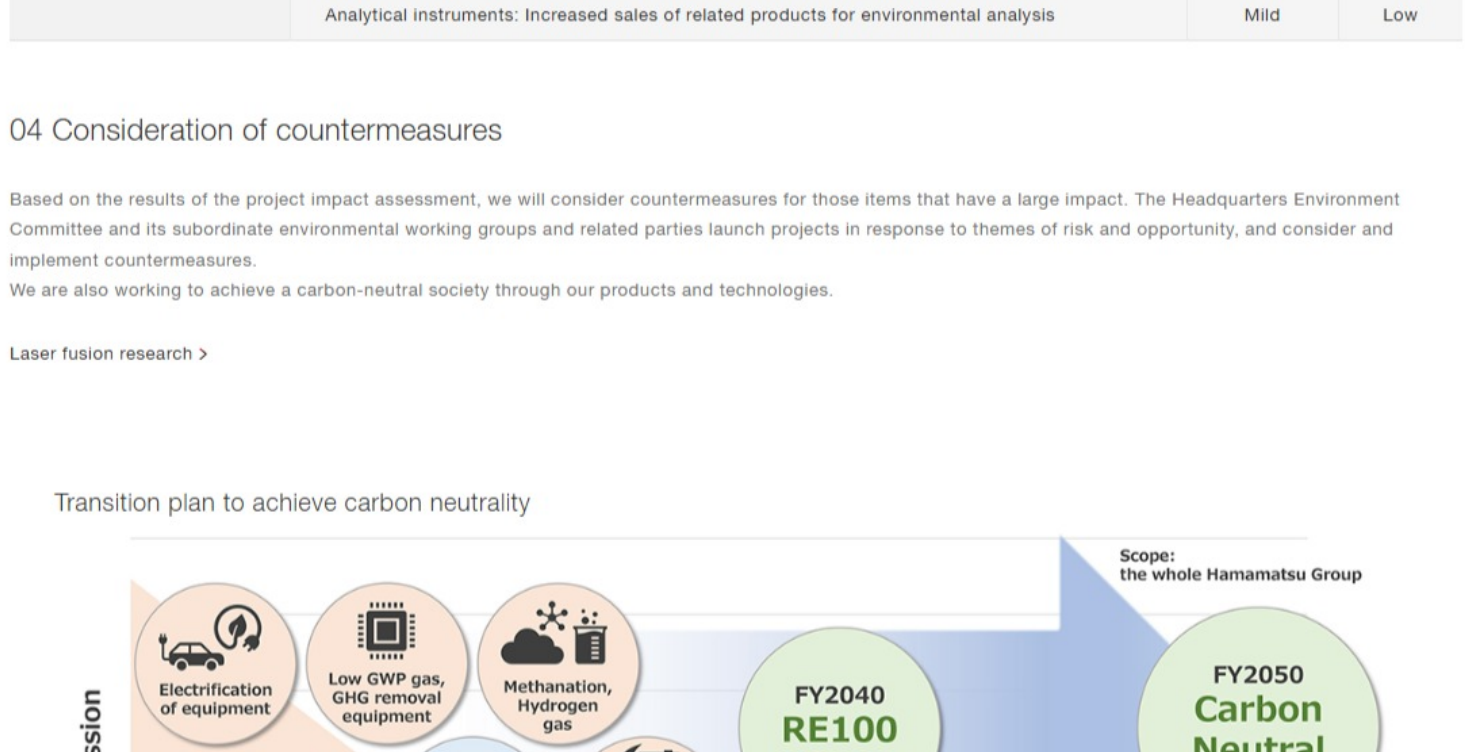 Analytical instruments: Increased sales of related products for environmental analysis Mild Low
04 Consideration of countermeasures
Based on the results of the project impact assessment, we will consider countermeasures for those items that have a large impact. The Headquarters Environment
Committee and its subordinate environmental working groups and related parties launch projects in response to themes of risk and opportunity, and consider and
implement countermeasures.
We are also working to achieve a carbon-neutral society through our products and technologies.
Laser fusion research >
Transition plan to achieve carbon neutrality
Scope:
the whole Hamamatsu Group
Electrification
of equipment
Low GWP gas,
GHG removal
equipment
Methanation,
Hydrogen
gas
FY2040
RE100
FY2050
Carbon
Neutral